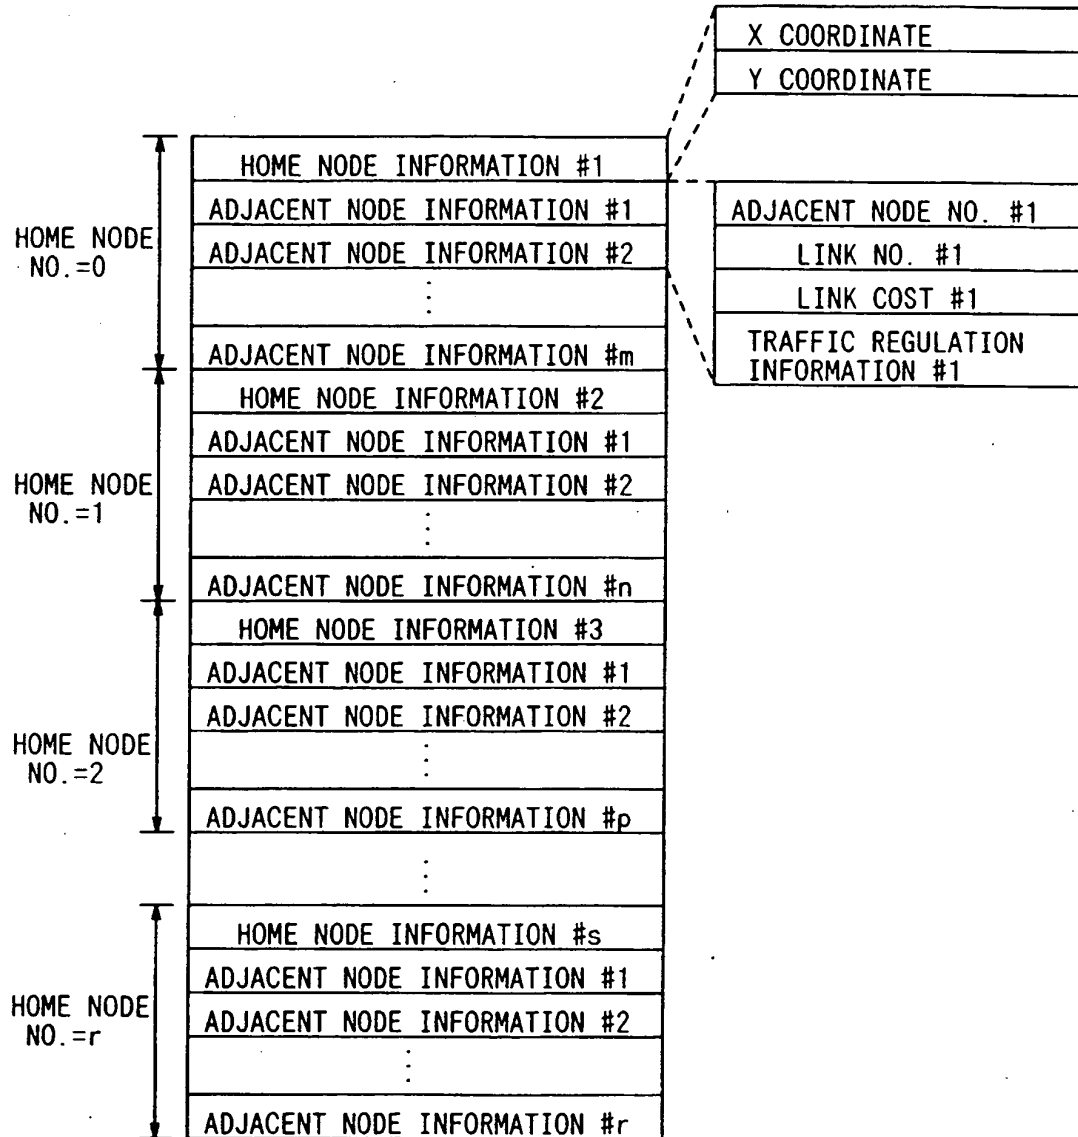 X COORDINATE
Y COORDINATE
HOME NODE INFORMATION #1
ADJACENT NODE INFORMATION #1
ADJACENT NODE INFORMATION #2
ADJACENT NODE INFORMATION #m
HOME NODE
NO.=0
ADJACENT NODE NO. #1
LINK NO. #1
LINK COST #1
TRAFFIC REGULATION
INFORMATION #1
HOME NODE INFORMATION #2
ADJACENT NODE INFORMATION #1
ADJACENT NODE INFORMATION #2
ADJACENT NODE INFORMATION #n
HOME NODE
NO.=1
HOME NODE INFORMATION #3
ADJACENT NODE INFORMATION #1
ADJACENT NODE INFORMATION #2
ADJACENT NODE INFORMATION #p
HOME NODE
NO.=2
HOME NODE INFORMATION #s
ADJACENT NODE INFORMATION #1
ADJACENT NODE INFORMATION #2
ADJACENT NODE INFORMATION #r
HOME NODE
NO.=r